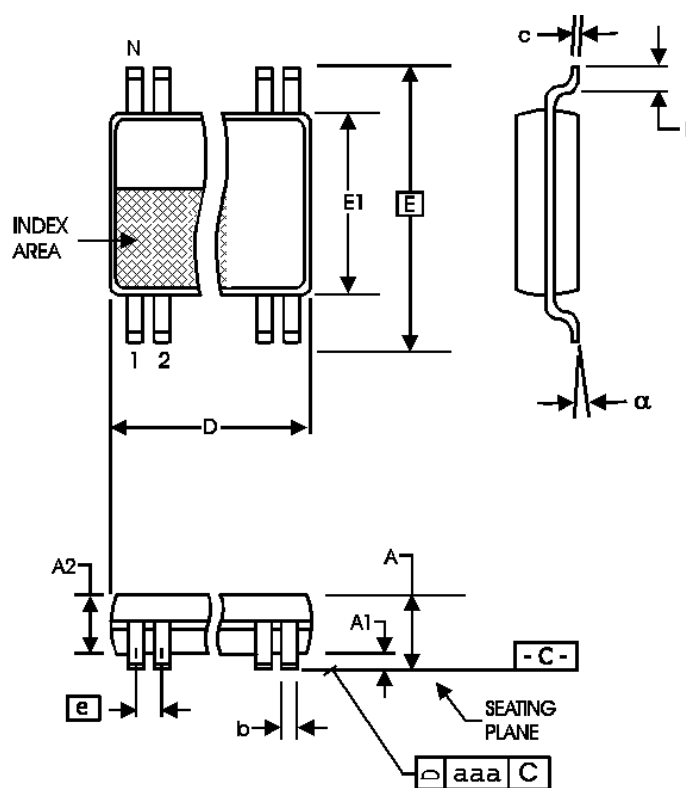 N
c
INDEX
AREA
E1
E
1 2
D
α
A2
A
A1
- C -
e
b
SEATING
PLANE
aaa C